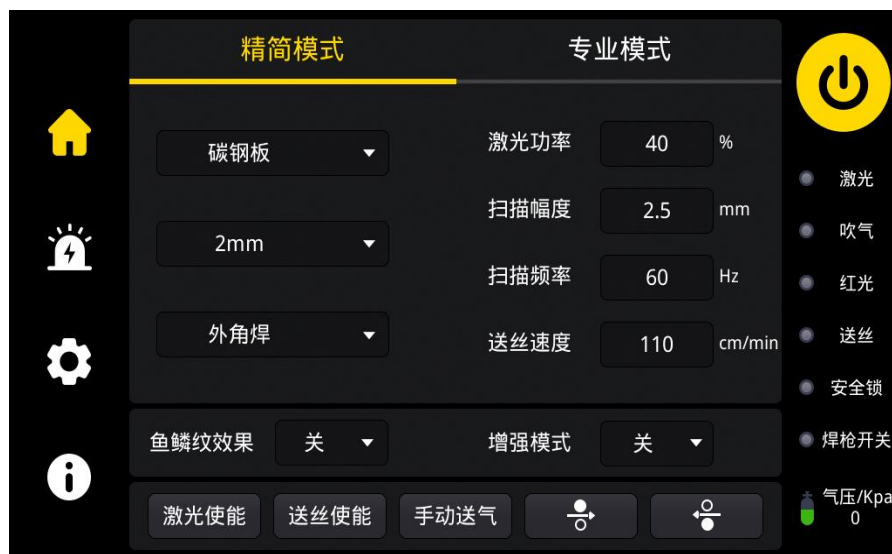 精简模式
专业模式
碳钢板
2mm
外角焊
激光功率 40 %
扫描幅度 2.5 mm
扫描频率 60 Hz
送丝速度 110 cm/min
鱼鳞纹效果 关
增强模式 关
激光使能
送丝使能
手动送气
激光
吹气
红光
送丝
安全锁
焊枪开关
气压/Kpa
0